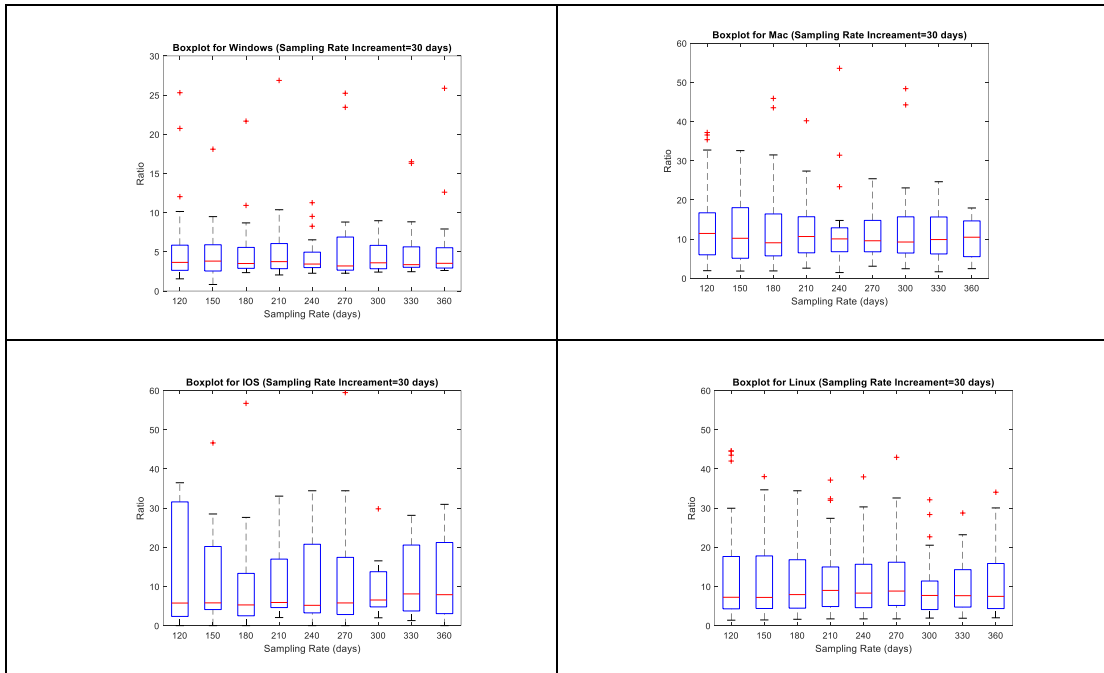 Boxplot for Windows (Sampling Rate Increament=30 days)
30
25
20
15
10
5
0
Ratio
120 150 180 210 240 270 300 330 360
Sampling Rate (days)
Boxplot for Mac (Sampling Rate Increament=30 days)
60
50
40
30
20
10
0
Ratio
120 150 180 210 240 270 300 330 360
Sampling Rate (days)
Boxplot for IOS (Sampling Rate Increament=30 days)
60
50
40
30
20
10
0
Ratio
120 150 180 210 240 270 300 330 360
Sampling Rate (days)
Boxplot for Linux (Sampling Rate Increament=30 days)
60
50
40
30
20
10
0
Ratio
120 150 180 210 240 270 300 330 360
Sampling Rate (days)